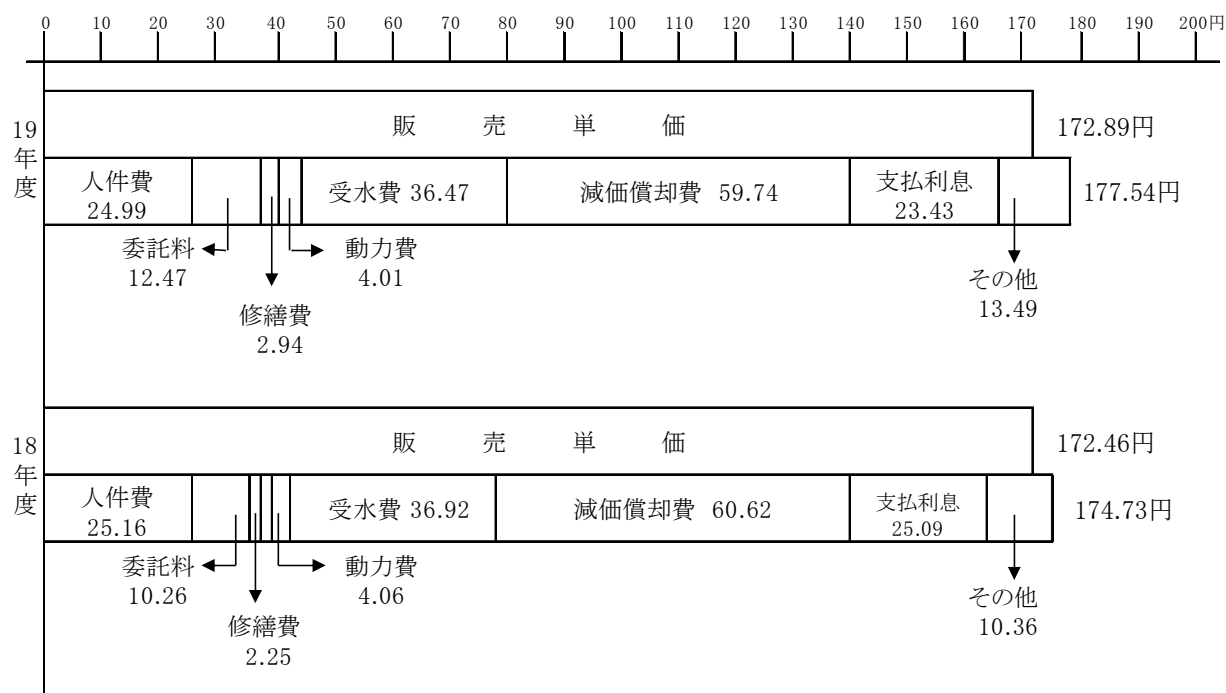 0 10 20 30 40 50 60 70 80 90 100 110 120 130 140 150 160 170 180 190 200円
19年度
販売単価 172.89円
人件費 受水費 36.47 減価償却費 59.74 支払利息 177.54円
24.99 23.43
委託料 動力費 その他
12.47 4.01 13.49
修繕費
2.94
18年度
販売単価 172.46円
人件費 受水費 36.92 減価償却費 60.62 支払利息 174.73円
25.16 25.09
委託料 動力費 その他
10.26 4.06 10.36
修繕費
2.25